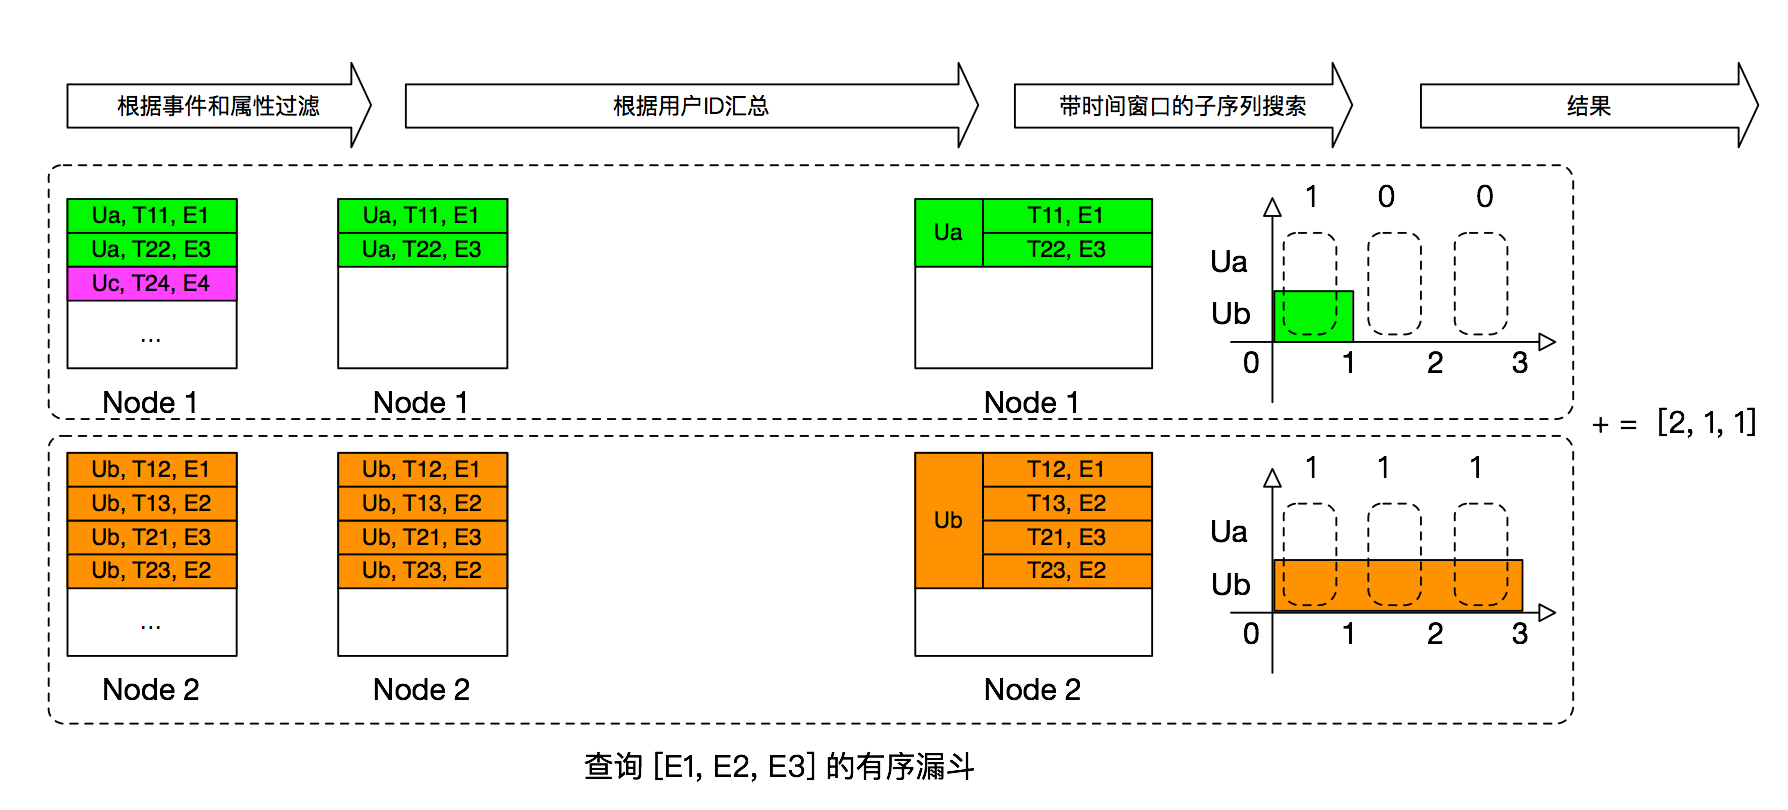 根据事件和属性过滤
根据用户ID汇总
带时间窗口的子序列搜索
结果
Ua, T11, E1
Ua, T22, E3
Uc, T24, E4
...
Node 1
Ua, T11, E1
Ua, T22, E3
Node 1
Ua
T11, E1
T22, E3
Node 1
1 0 0
Ua
Ub
0 1 2 3
Ub, T12, E1
Ub, T13, E2
Ub, T21, E3
Ub, T23, E2
...
Node 2
Ub, T12, E1
Ub, T13, E2
Ub, T21, E3
Ub, T23, E2
Node 2
Ub
T12, E1
T13, E2
T21, E3
T23, E2
Node 2
1 1 1
Ua
Ub
0 1 2 3
+ = [2, 1, 1]
查询 [E1, E2, E3] 的有序漏斗